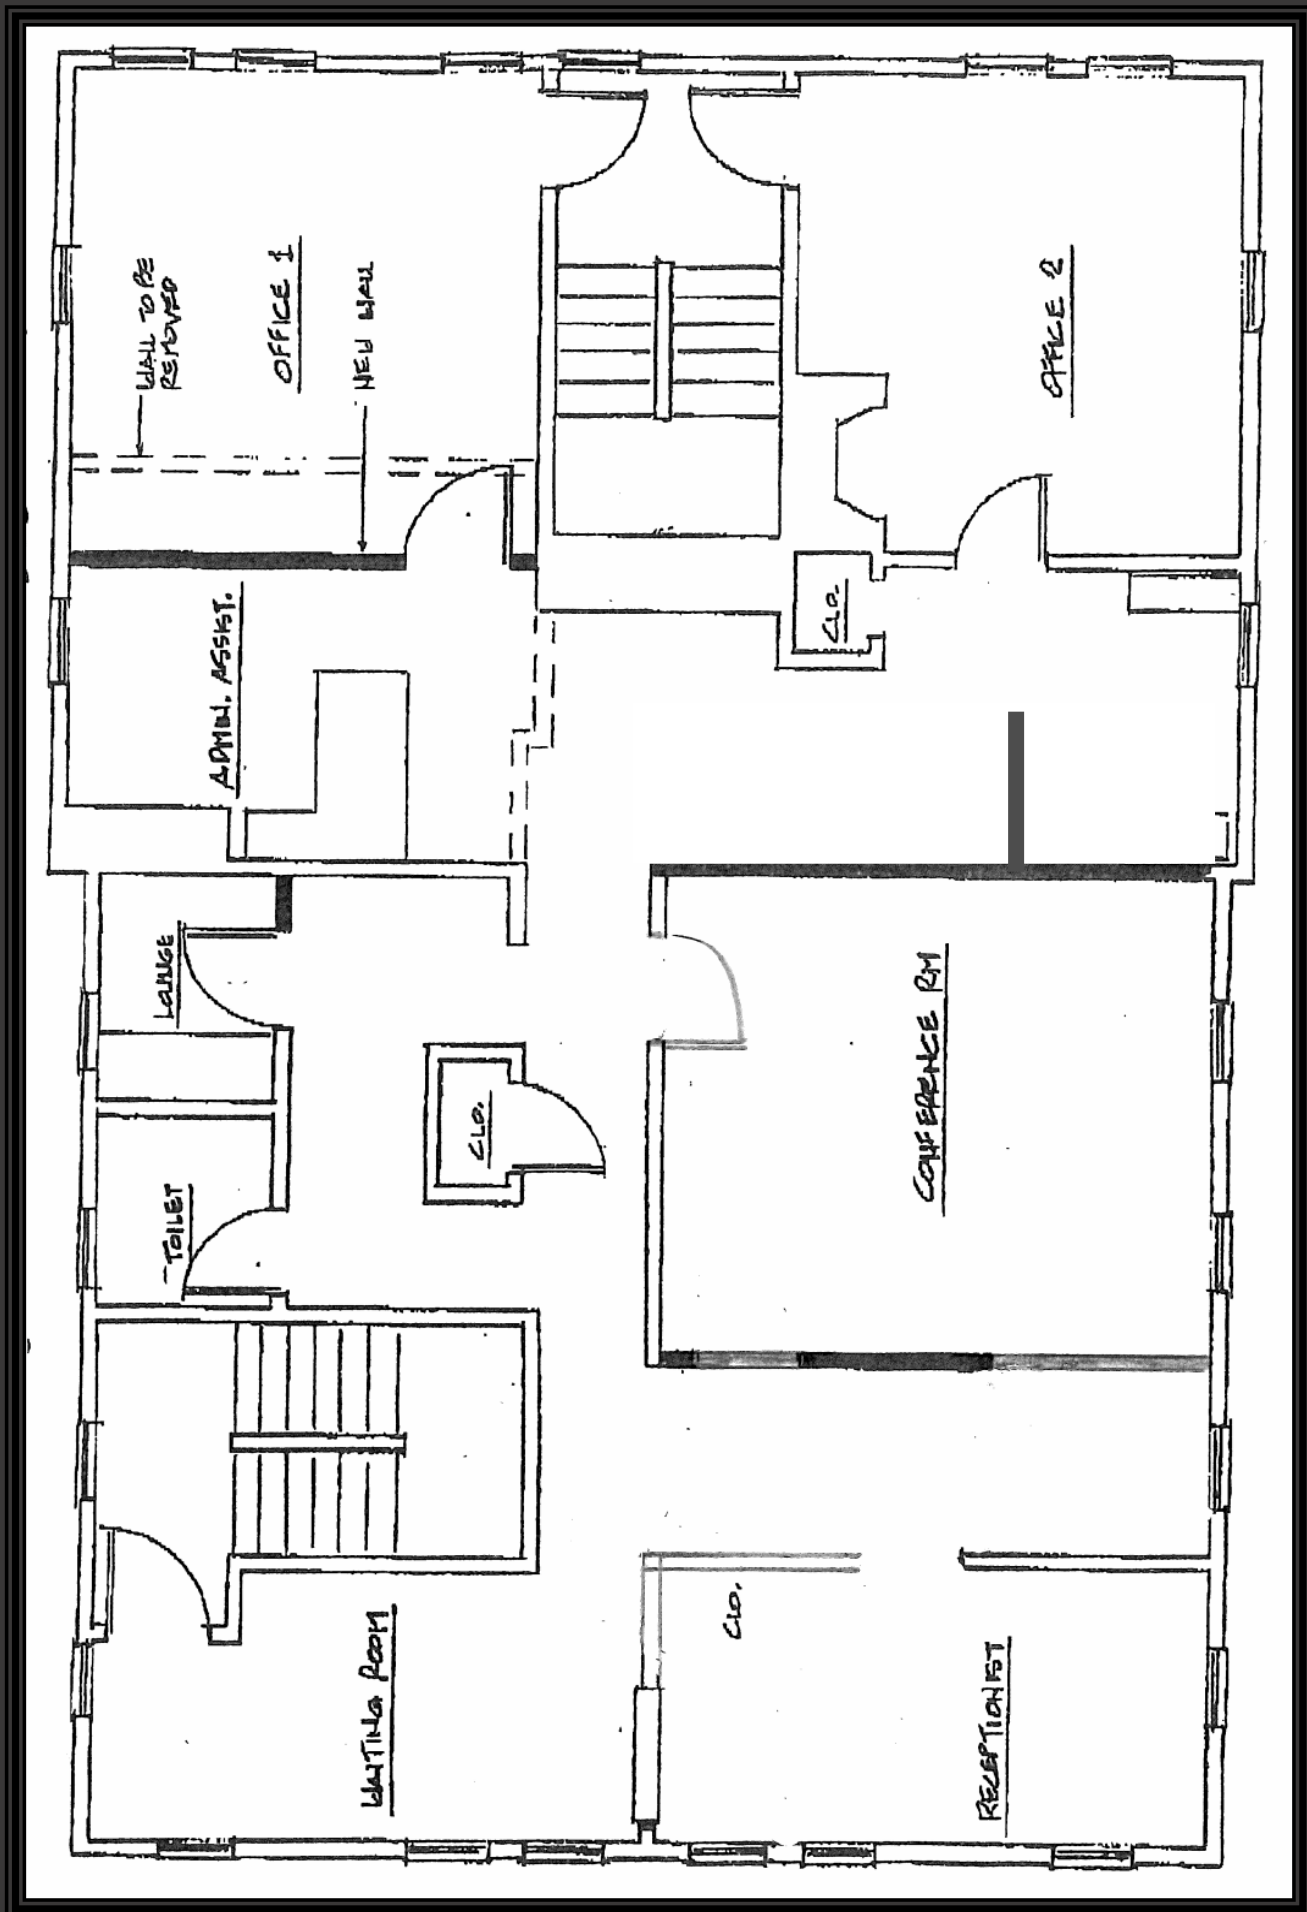 WALL TO BE
REMOVED
OFFICE 1
NEW WALL
OFFICE 2
ADMIN. ASSIST.
CLO.
LOUNGE
CLO.
CONFERENCE RM
TOILET
WAITING ROOM
CLO.
RECEPTIONIST